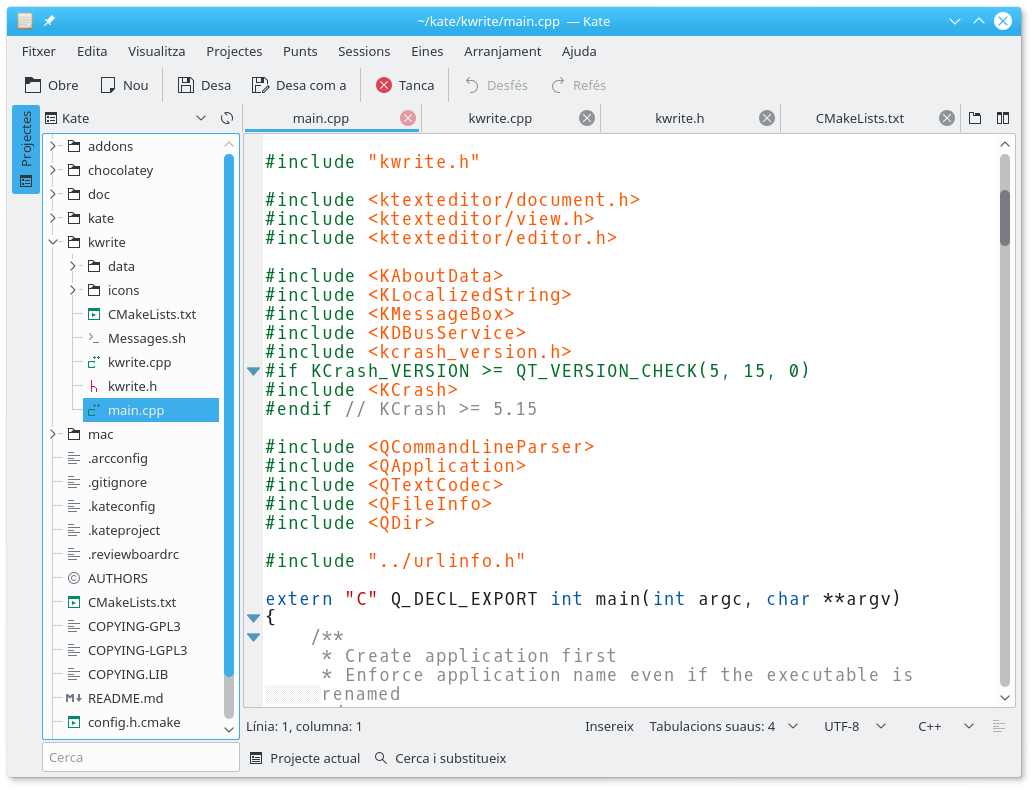 ~/kate/kwrite/main.cpp — Kate
Fitxer Edita Visualitza Projectes Punts Sessions Eines Arranjament Ajuda
Obre Nou Desa Desa com a Tanca Desfés Refés
Projectes
Kate
main.cpp kwrite.cpp kwrite.h CMakeLists.txt
addons
chocolatey
doc
kate
kwrite
data
icons
CMakeLists.txt
Messages.sh
kwrite.cpp
kwrite.h
main.cpp
mac
.arcconfig
.gitignore
.kateconfig
.kateproject
.reviewboardrc
AUTHORS
CMakeLists.txt
COPYING-GPL3
COPYING-LGPL3
COPYING.LIB
README.md
config.h.cmake
Cerca
#include "kwrite.h"
#include <ktexteditor/document.h>
#include <ktexteditor/view.h>
#include <ktexteditor/editor.h>
#include <KAboutData>
#include <KLocalizedString>
#include <KMessageBox>
#include <KDBusService>
#include <kcrash_version.h>
#if KCrash_VERSION >= QT_VERSION_CHECK(5, 15, 0)
#include <KCrash>
#endif // KCrash >= 5.15
#include <QCommandLineParser>
#include <QApplication>
#include <QTextCodec>
#include <QFileInfo>
#include <QDir>
#include "../urlinfo.h"
extern "C" Q_DECL_EXPORT int main(int argc, char **argv)
{
/**
* Create application first
* Enforce application name even if the executable is
renamed
Línia: 1, columna: 1 Insereix Tabulacions suaus: 4 UTF-8 C++
Projecte actual Cerca i substitueix